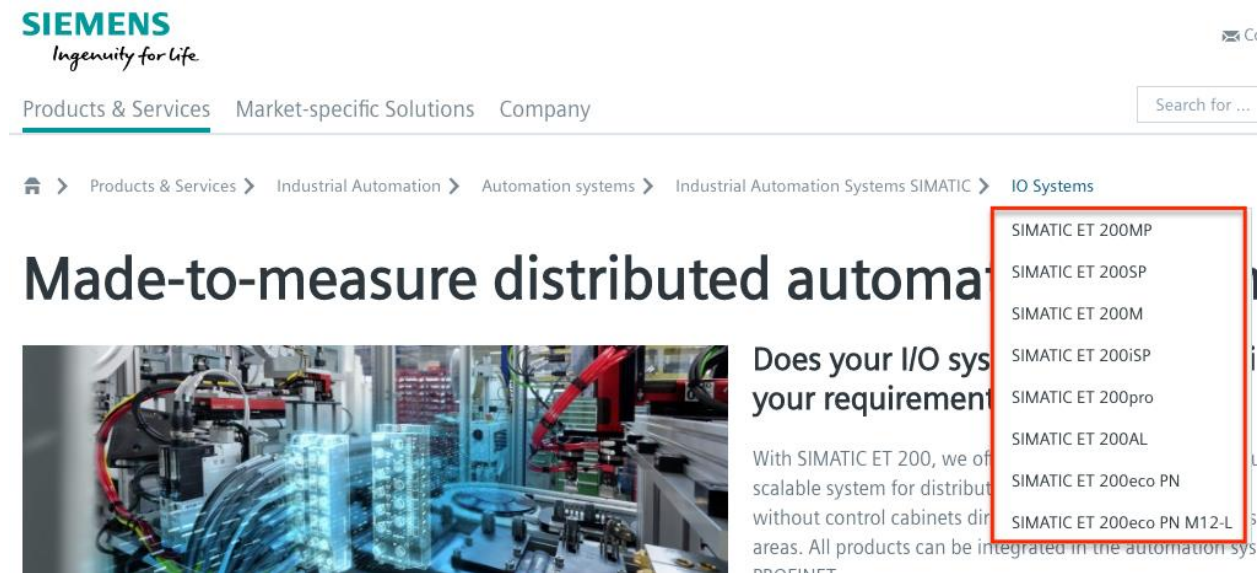 SIEMENS
Ingenuity for life
Co
Products & Services Market-specific Solutions Company
Search for ...
Products & Services Industrial Automation Automation systems Industrial Automation Systems SIMATIC IO Systems
SIMATIC ET 200MP
SIMATIC ET 200SP
SIMATIC ET 200M
SIMATIC ET 200iSP
SIMATIC ET 200pro
SIMATIC ET 200AL
SIMATIC ET 200eco PN
SIMATIC ET 200eco PN M12-L
Made-to-measure distributed automat
Does your I/O sys
your requirement
With SIMATIC ET 200, we of
scalable system for distribut
without control cabinets dir
areas. All products can be integrated in the automation sys
PROFINET